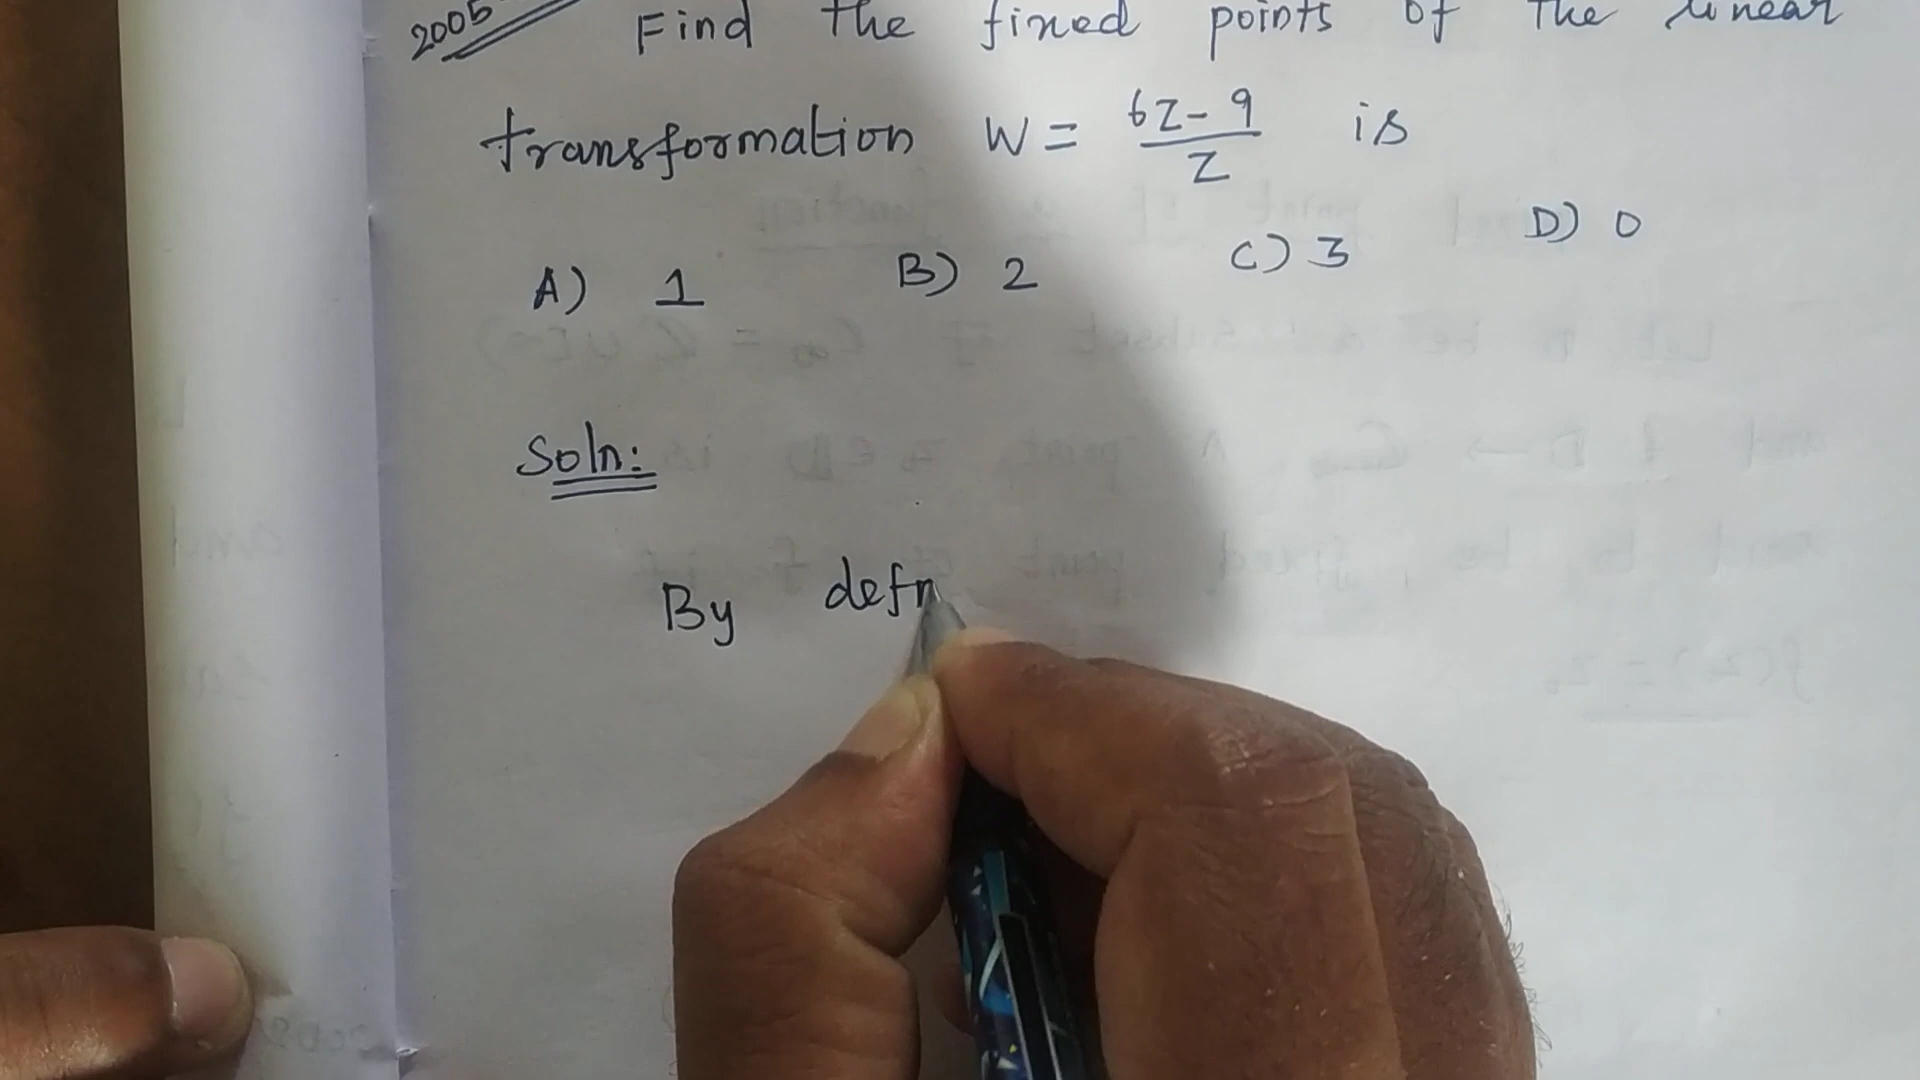 2005
Find the fixed points of the linear
transformation W = 6z-9/z is
A) 1 B) 2 C) 3 D) 0
Soln:
By defn